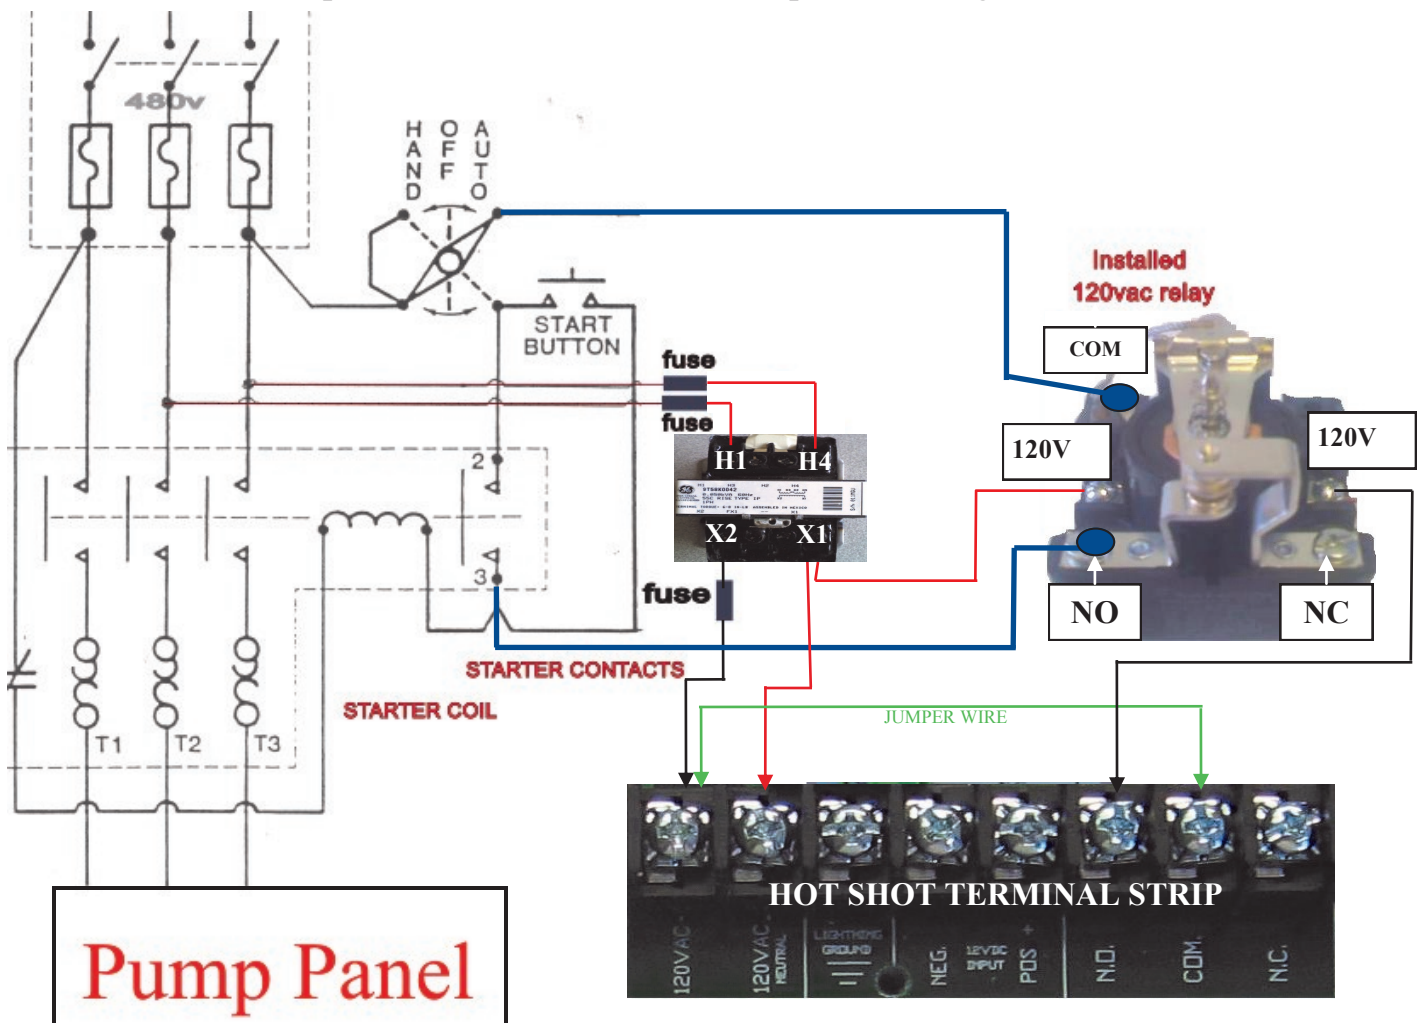 480v
HAND
OFF
AUTO
START
BUTTON
Installed
120vac relay
COM
120V
120V
NO
NC
fuse
fuse
H1
H4
X2
X1
fuse
2
3
STARTER CONTACTS
STARTER COIL
JUMPER WIRE
T1
T2
T3
HOT SHOT TERMINAL STRIP
120VAC
120VAC
NEUTRAL
LIGHTNING
GROUND
NEG.
12VDC
INPUT
POS +
N.O.
COM.
N.C.
Pump Panel